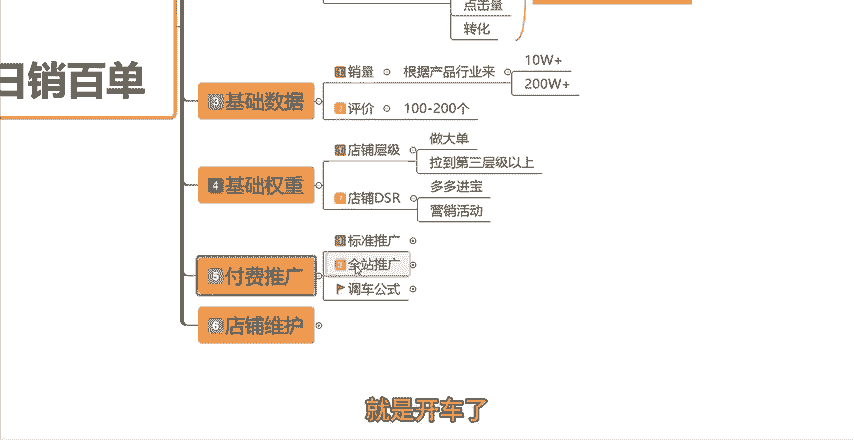 点击量
转化
日销百单
3 基础数据
1 销量 根据产品行业来
10W+
200W+
2 评价 100-200个
4 基础权重
1 店铺层级
做大单
拉到第三层级以上
2 店铺DSR
多多进宝
营销活动
5 付费推广
1 标准推广
2 全站推广
调车公式
6 店铺维护
就是开车了